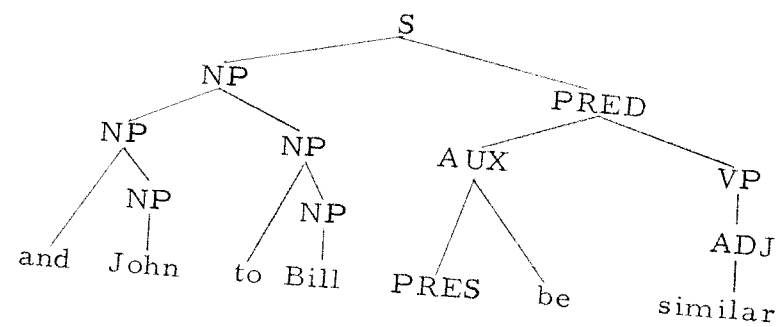 S
NP PRED
NP NP AUX VP
NP NP ADJ
and John to Bill PRES be similar